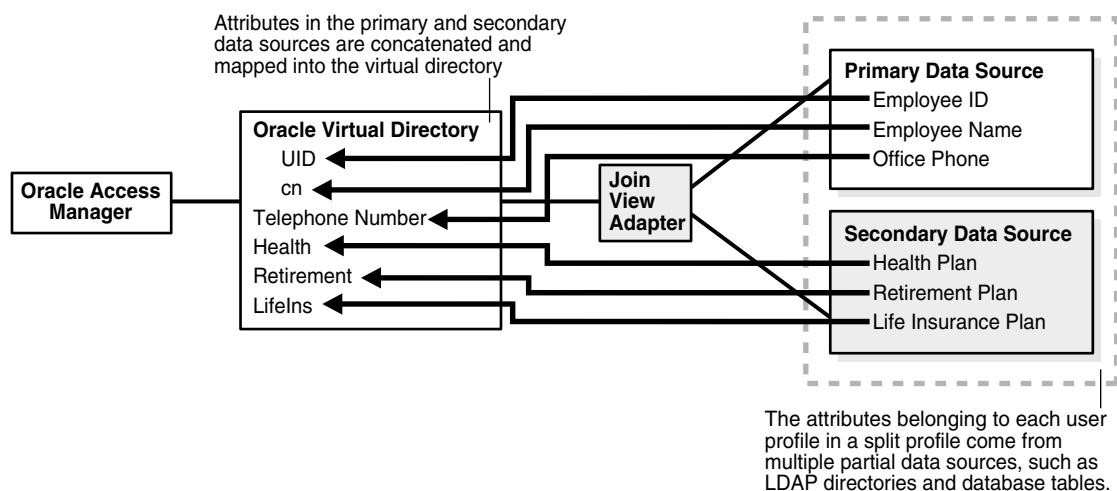 Attributes in the primary and secondary
data sources are concatenated and
mapped into the virtual directory
Oracle Access
Manager
Oracle Virtual Directory
UID
cn
Telephone Number
Health
Retirement
LifeIns
Join
View
Adapter
Primary Data Source
Employee ID
Employee Name
Office Phone
Secondary Data Source
Health Plan
Retirement Plan
Life Insurance Plan
The attributes belonging to each user
profile in a split profile come from
multiple partial data sources, such as
LDAP directories and database tables.